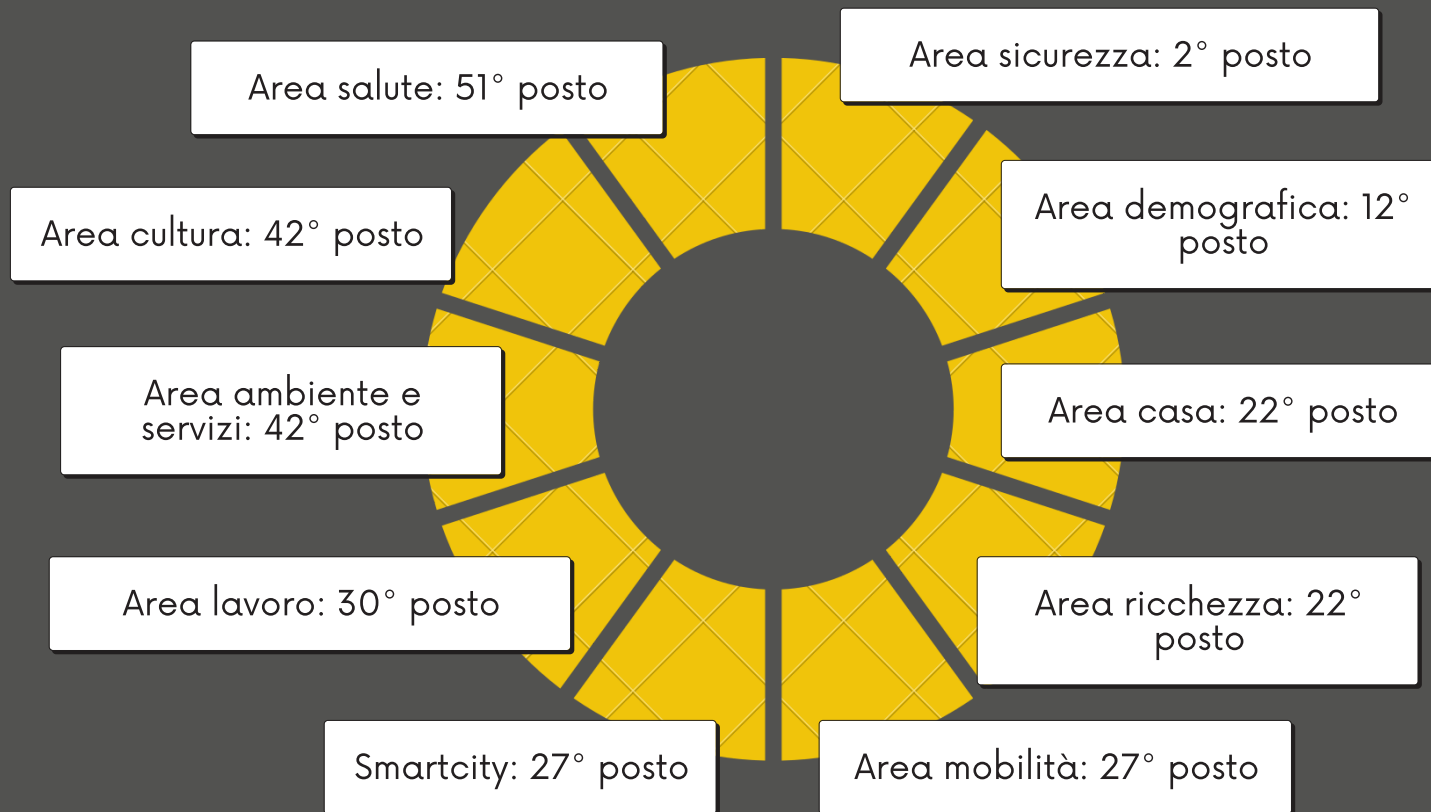 Area sicurezza: 2° posto
Area salute: 51° posto
Area demografica: 12°
posto
Area cultura: 42° posto
Area ambiente e
servizi: 42° posto
Area casa: 22° posto
Area lavoro: 30° posto
Area ricchezza: 22°
posto
Smartcity: 27° posto
Area mobilità: 27° posto